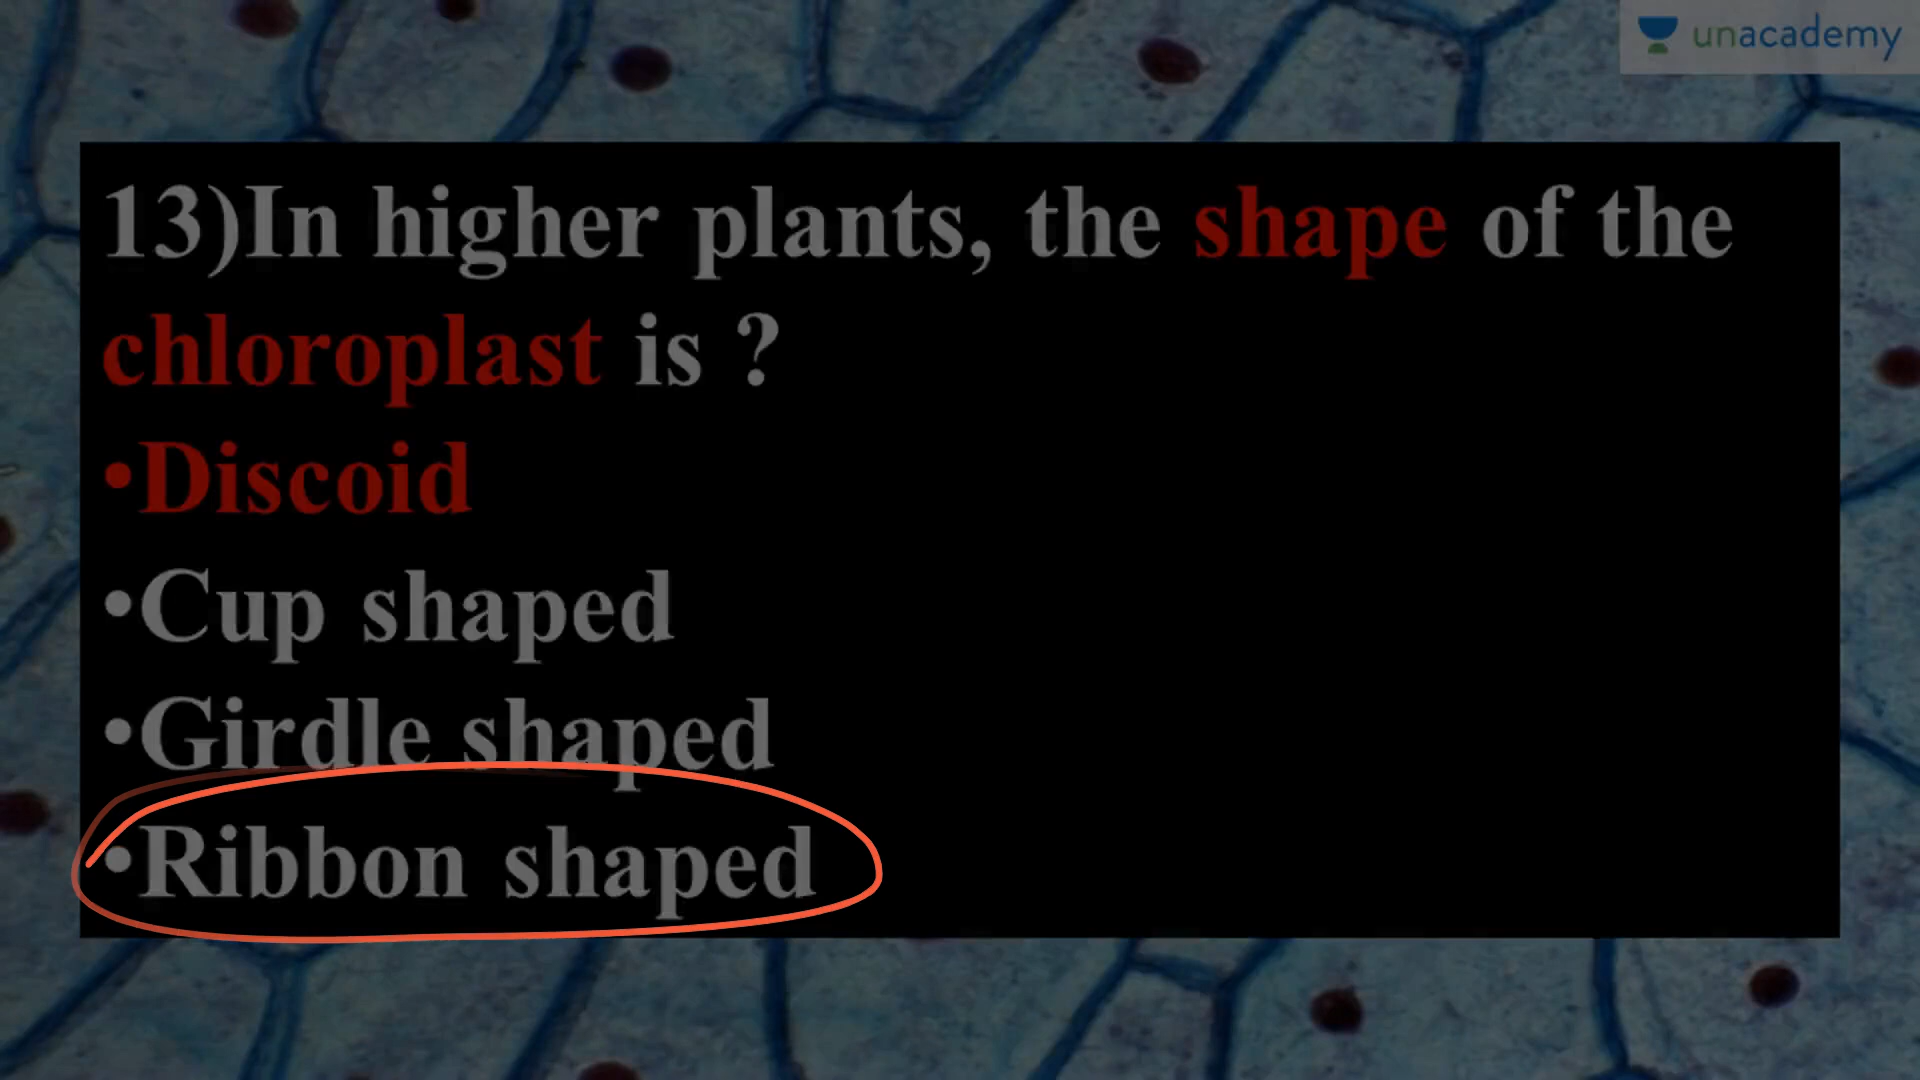 unacademy
13)In higher plants, the shape of the
chloroplast is ?
•Discoid
•Cup shaped
•Girdle shaped
•Ribbon shaped